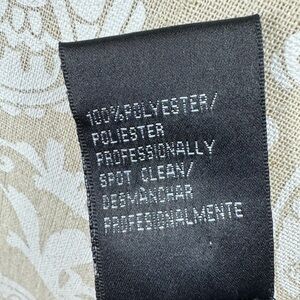 100%POLYESTER/
POLIESTER
PROFESSIONALLY
SPOT CLEAN/
DESMANCHAR
PROFESIONALMENTE